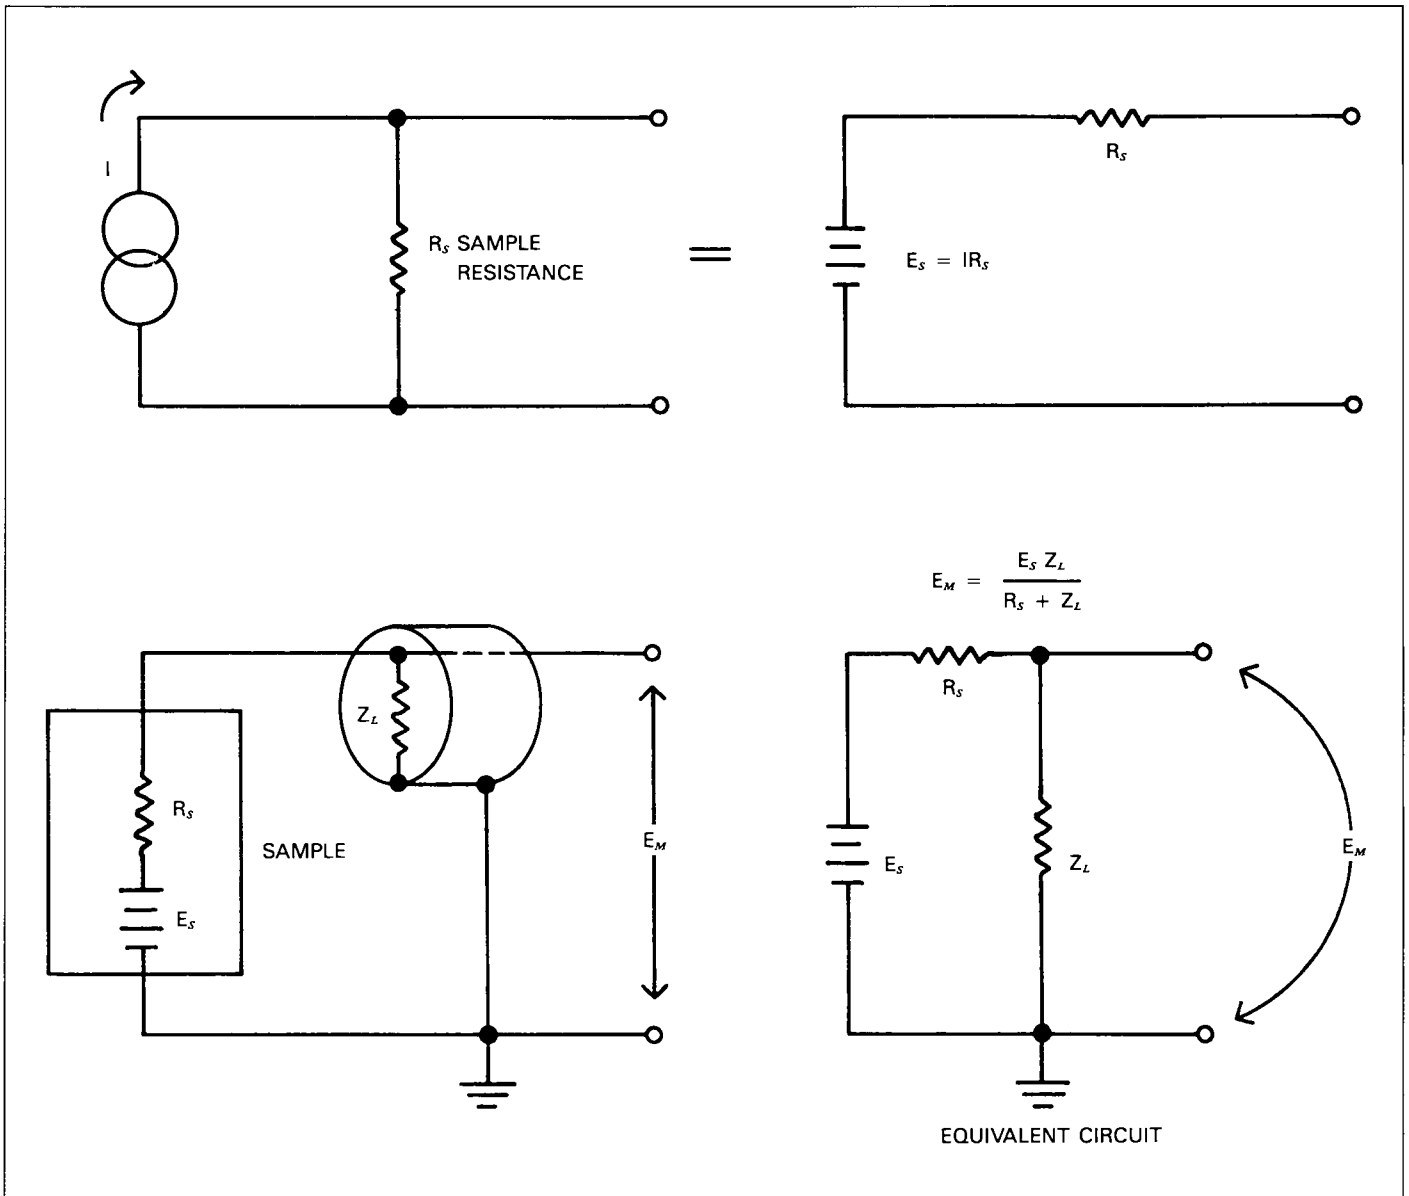 I
R_S SAMPLE
RESISTANCE
=
E_S = IR_S
R_S
E_M = E_S Z_L / R_S + Z_L
Z_L
R_S
SAMPLE
E_S
E_M
R_S
E_S
Z_L
E_M
EQUIVALENT CIRCUIT